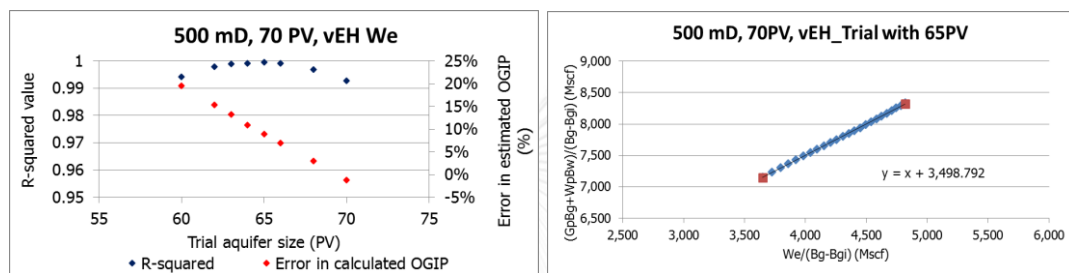 500 mD, 70 PV, vEH We
R-squared value
1
0.99
0.98
0.97
0.96
0.95
25%
20%
15%
10%
5%
0%
-5%
Error in estimated OGIP
(%)
55 60 65 70 75
Trial aquifer size (PV)
R-squared Error in calculated OGIP
500 mD, 70PV, vEH_Trial with 65PV
(GpBg+WpBw)/(Bg-Bgi) (Mscf)
9,000
8,500
8,000
7,500
7,000
6,500
y = x + 3,498.792
2,500 3,000 3,500 4,000 4,500 5,000 5,500 6,000
We/(Bg-Bgi) (Mscf)